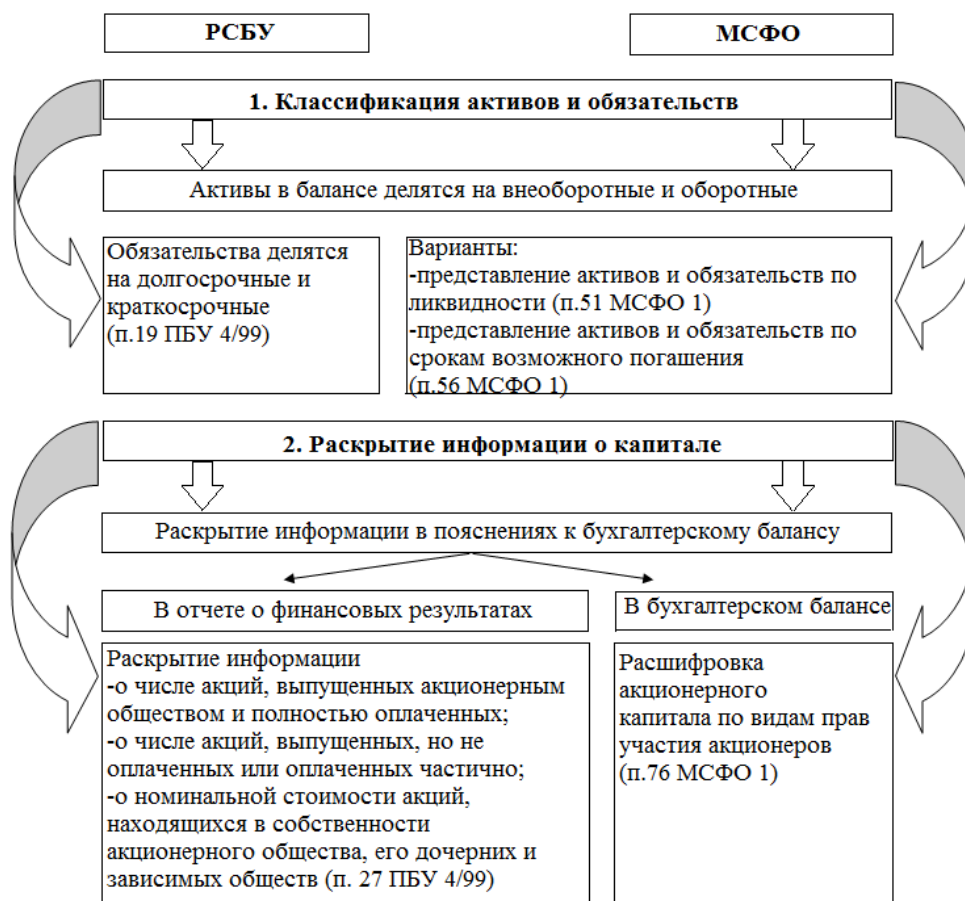 РСБУ
МСФО
1. Классификация активов и обязательств
Активы в балансе делятся на внеоборотные и оборотные
Обязательства делятся
на долгосрочные и
краткосрочные
(п.19 ПБУ 4/99)
Варианты:
-представление активов и обязательств по
ликвидности (п.51 МСФО 1)
-представление активов и обязательств по
срокам возможного погашения
(п.56 МСФО 1)
2. Раскрытие информации о капитале
Раскрытие информации в пояснениях к бухгалтерскому балансу
В отчете о финансовых результатах
В бухгалтерском балансе
Раскрытие информации
-о числе акций, выпущенных акционерным
обществом и полностью оплаченных;
-о числе акций, выпущенных, но не
оплаченных или оплаченных частично;
-о номинальной стоимости акций,
находящихся в собственности
акционерного общества, его дочерних и
зависимых обществ (п. 27 ПБУ 4/99)
Расшифровка
акционерного
капитала по видам прав
участия акционеров
(п.76 МСФО 1)